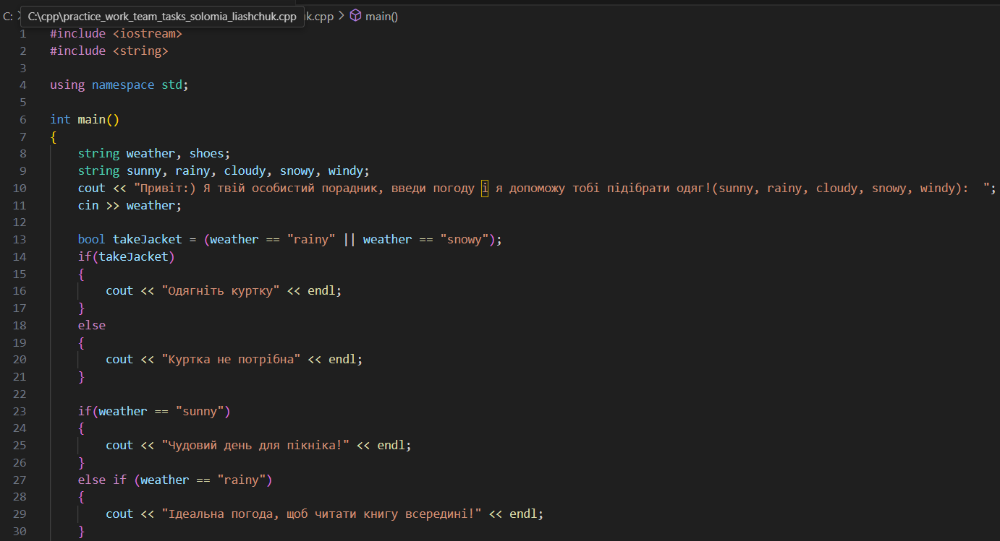 C: C:\cpp\practice_work_team_tasks_solomia_liashchuk.cpp k.cpp > main()
1 #include <iostream>
2 #include <string>
3
4 using namespace std;
5
6 int main()
7 {
8 string weather, shoes;
9 string sunny, rainy, cloudy, snowy, windy;
10 cout << "Привіт:) Я твій особистий порадник, введи погоду і я допоможу тобі підібрати одяг!(sunny, rainy, cloudy, snowy, windy):  ";
11 cin >> weather;
12
13 bool takeJacket = (weather == "rainy" || weather == "snowy");
14 if(takeJacket)
15 {
16 cout << "Одягніть куртку" << endl;
17 }
18 else
19 {
20 cout << "Куртка не потрібна" << endl;
21 }
22
23 if(weather == "sunny")
24 {
25 cout << "Чудовий день для пікніка!" << endl;
26 }
27 else if (weather == "rainy")
28 {
29 cout << "Ідеальна погода, щоб читати книгу всередині!" << endl;
30 }